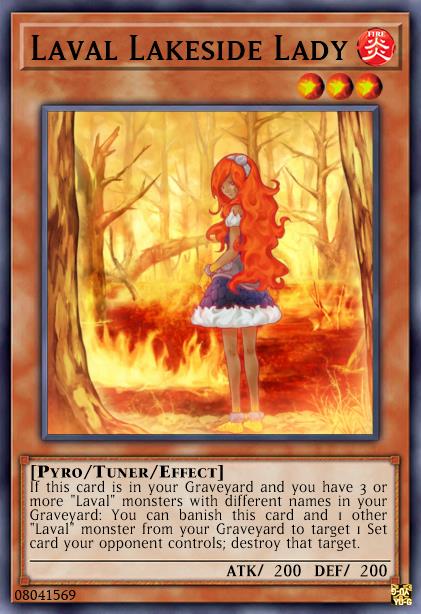 Laval Lakeside Lady
FIRE
炎
[Pyro/Tuner/Effect]
If this card is in your Graveyard and you have 3 or
more "Laval" monsters with different names in your
Graveyard: You can banish this card and 1 other
"Laval" monster from your Graveyard to target 1 Set
card your opponent controls; destroy that target.
ATK/ 200 DEF/ 200
08041569